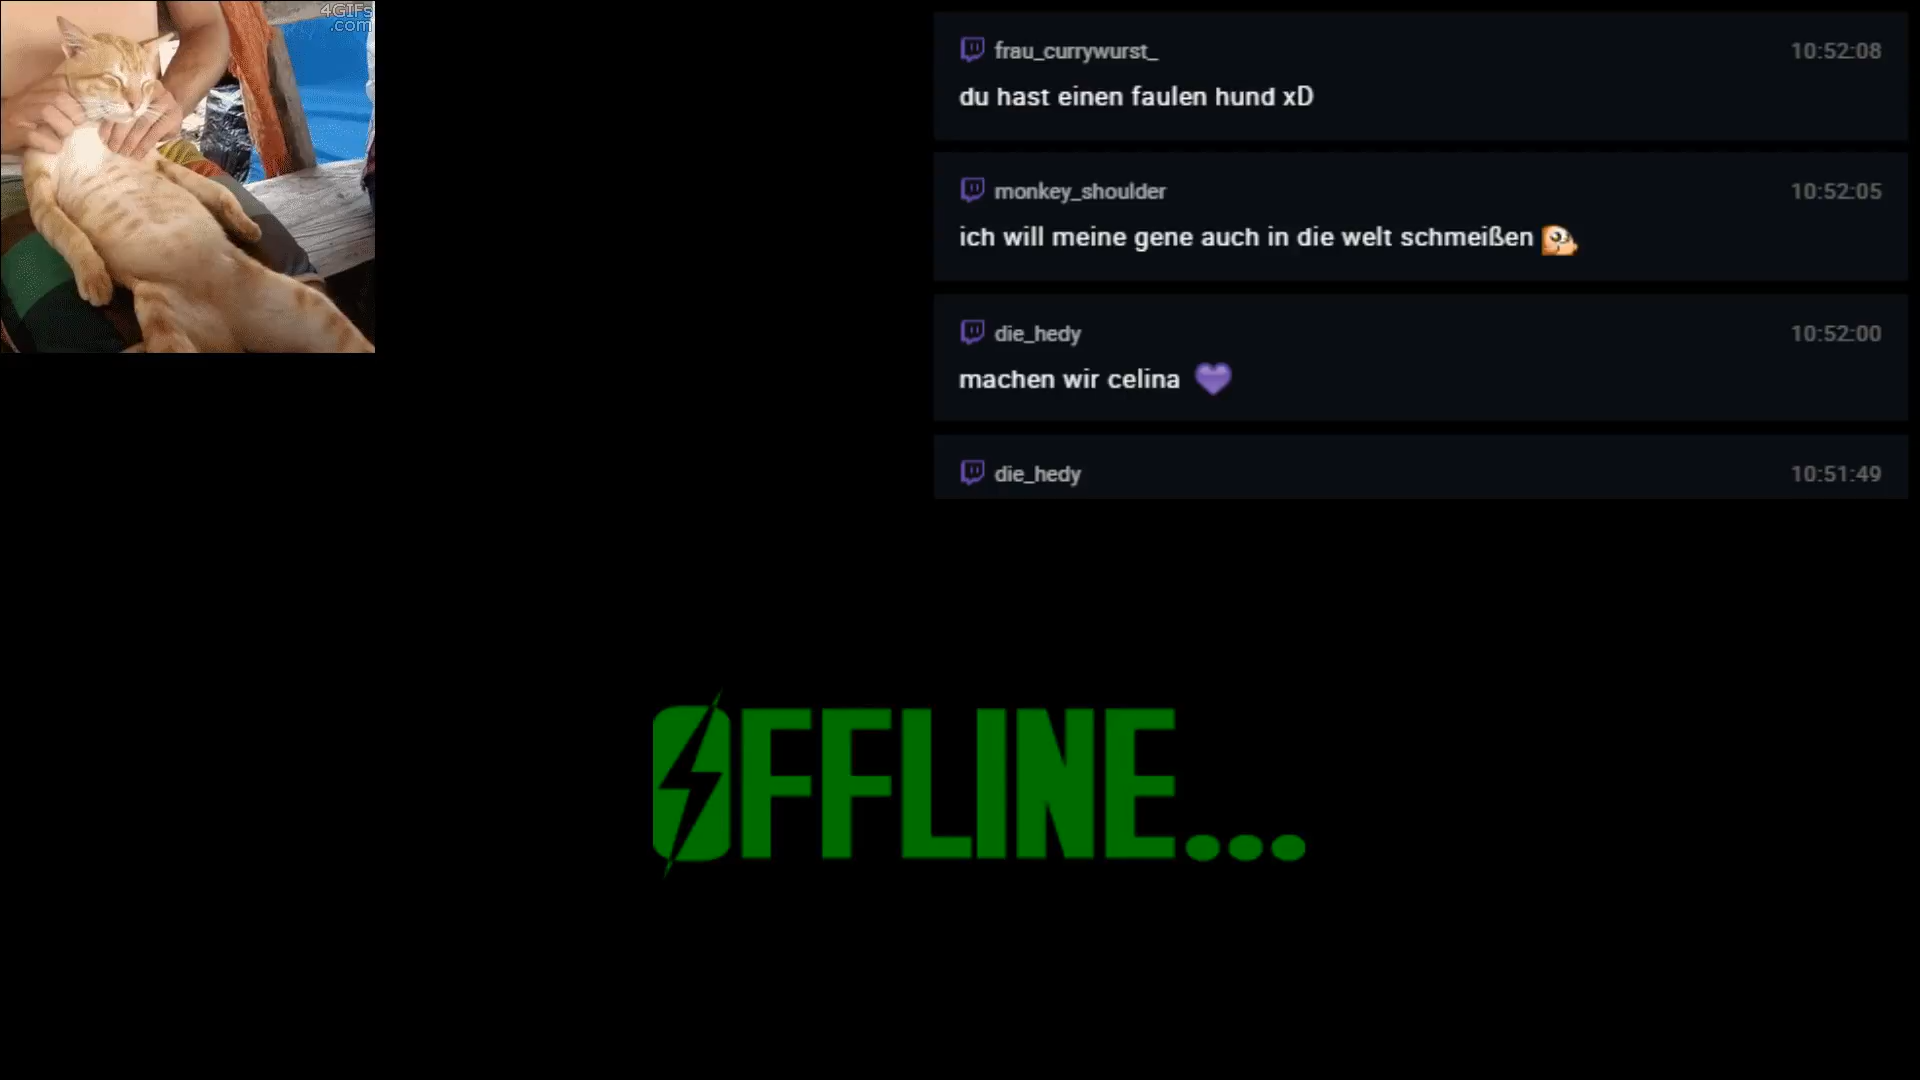 4GIFs
.com
frau_currywurst_ 10:52:08
du hast einen faulen hund xD
monkey_shoulder 10:52:05
ich will meine gene auch in die welt schmeißen
die_hedy 10:52:00
machen wir celina 💜
die_hedy 10:51:49
OFFLINE...